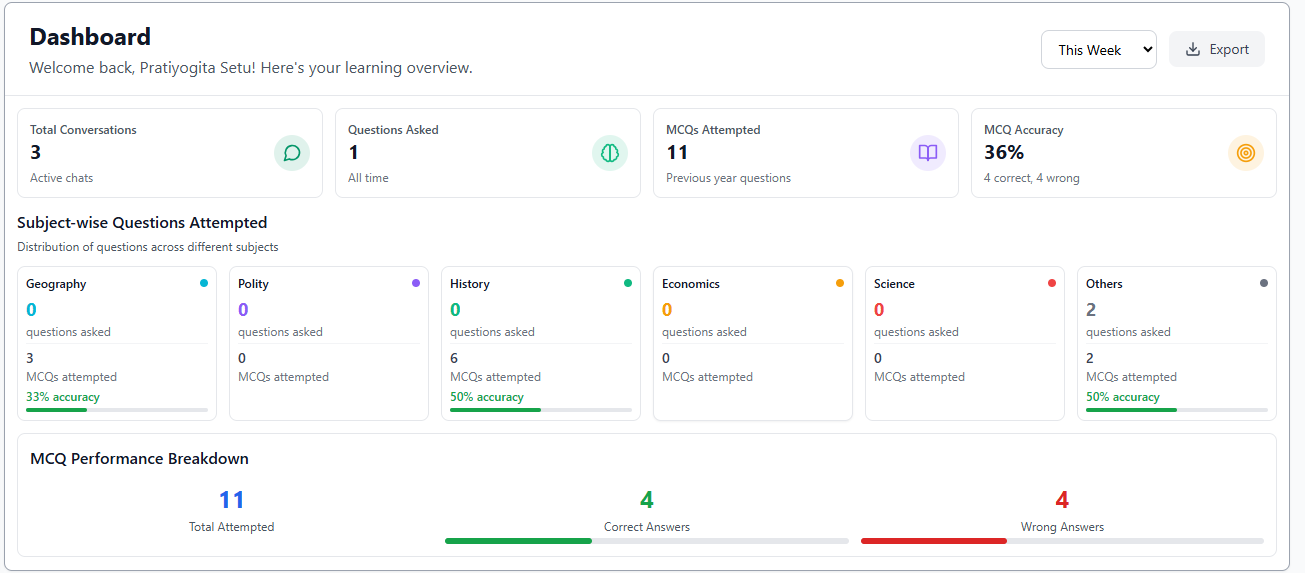 Dashboard
Welcome back, Pratiyogita Setu! Here's your learning overview.
This Week
Export
Total Conversations
3
Active chats
Questions Asked
1
All time
MCQs Attempted
11
Previous year questions
MCQ Accuracy
36%
4 correct, 4 wrong
Subject-wise Questions Attempted
Distribution of questions across different subjects
Geography
0
questions asked
3
MCQs attempted
33% accuracy
Polity
0
questions asked
0
MCQs attempted
History
0
questions asked
6
MCQs attempted
50% accuracy
Economics
0
questions asked
0
MCQs attempted
Science
0
questions asked
0
MCQs attempted
Others
2
questions asked
2
MCQs attempted
50% accuracy
MCQ Performance Breakdown
11
Total Attempted
4
Correct Answers
4
Wrong Answers